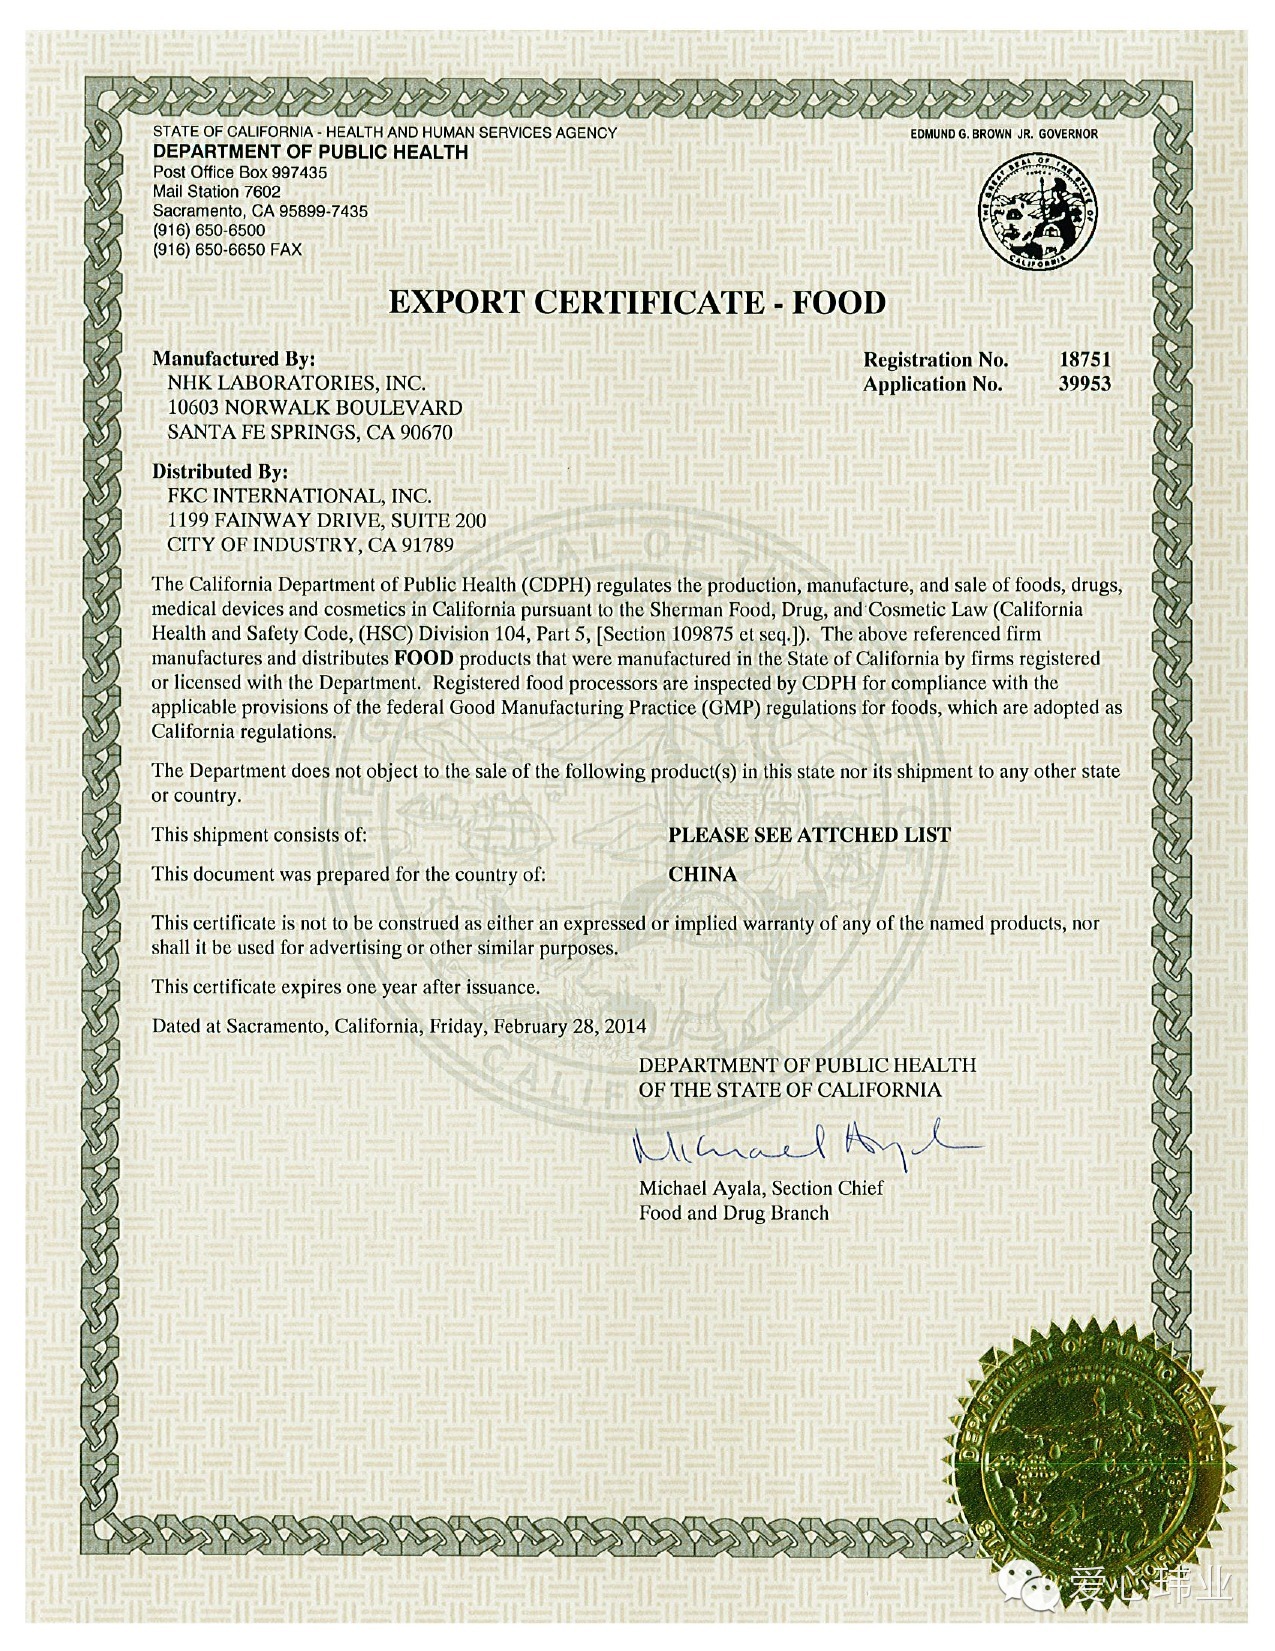 STATE OF CALIFORNIA - HEALTH AND HUMAN SERVICES AGENCY
EDMUND G. BROWN JR. GOVERNOR
DEPARTMENT OF PUBLIC HEALTH
Post Office Box 997435
Mail Station 7602
Sacramento, CA 95899-7435
(916) 650-6500
(916) 650-6650 FAX
THE GREAT SEAL OF THE STATE OF CALIFORNIA
EXPORT CERTIFICATE - FOOD
Manufactured By:
NHK LABORATORIES, INC.
10603 NORWALK BOULEVARD
SANTA FE SPRINGS, CA 90670
Registration No. 18751
Application No. 39953
Distributed By:
FKC INTERNATIONAL, INC.
1199 FAINWAY DRIVE, SUITE 200
CITY OF INDUSTRY, CA 91789
The California Department of Public Health (CDPH) regulates the production, manufacture, and sale of foods, drugs,
medical devices and cosmetics in California pursuant to the Sherman Food, Drug, and Cosmetic Law (California
Health and Safety Code, (HSC) Division 104, Part 5, [Section 109875 et seq.]). The above referenced firm
manufactures and distributes FOOD products that were manufactured in the State of California by firms registered
or licensed with the Department. Registered food processors are inspected by CDPH for compliance with the
applicable provisions of the federal Good Manufacturing Practice (GMP) regulations for foods, which are adopted as
California regulations.
The Department does not object to the sale of the following product(s) in this state nor its shipment to any other state
or country.
This shipment consists of: PLEASE SEE ATTCHED LIST
This document was prepared for the country of: CHINA
This certificate is not to be construed as either an expressed or implied warranty of any of the named products, nor
shall it be used for advertising or other similar purposes.
This certificate expires one year after issuance.
Dated at Sacramento, California, Friday, February 28, 2014
DEPARTMENT OF PUBLIC HEALTH
OF THE STATE OF CALIFORNIA
Michael Ayala
Michael Ayala, Section Chief
Food and Drug Branch
DEPARTMENT OF PUBLIC HEALTH
爱心玮业